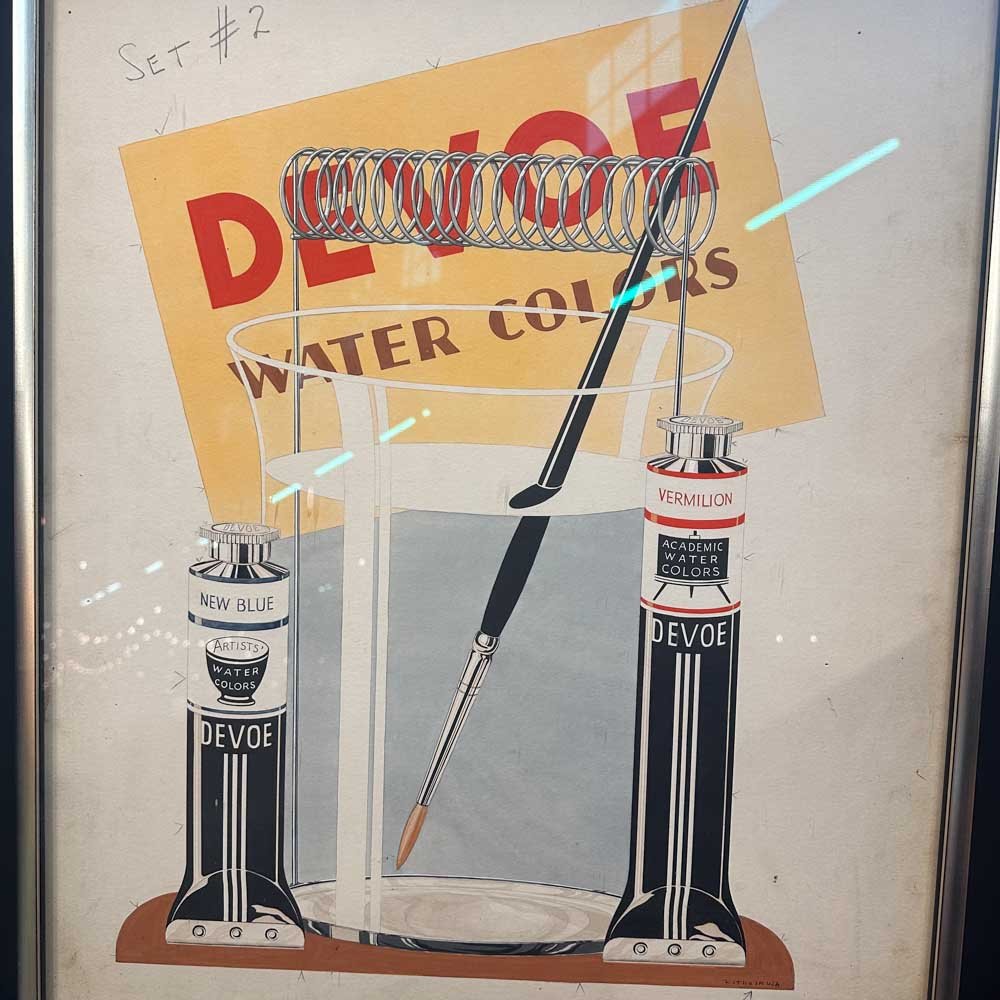 SET #2
DEVOE
WATER COLORS
DEVOE
VERMILION
ACADEMIC
WATER
COLORS
DEVOE
DEVOE
NEW BLUE
ARTISTS'
WATER
COLORS
DEVOE